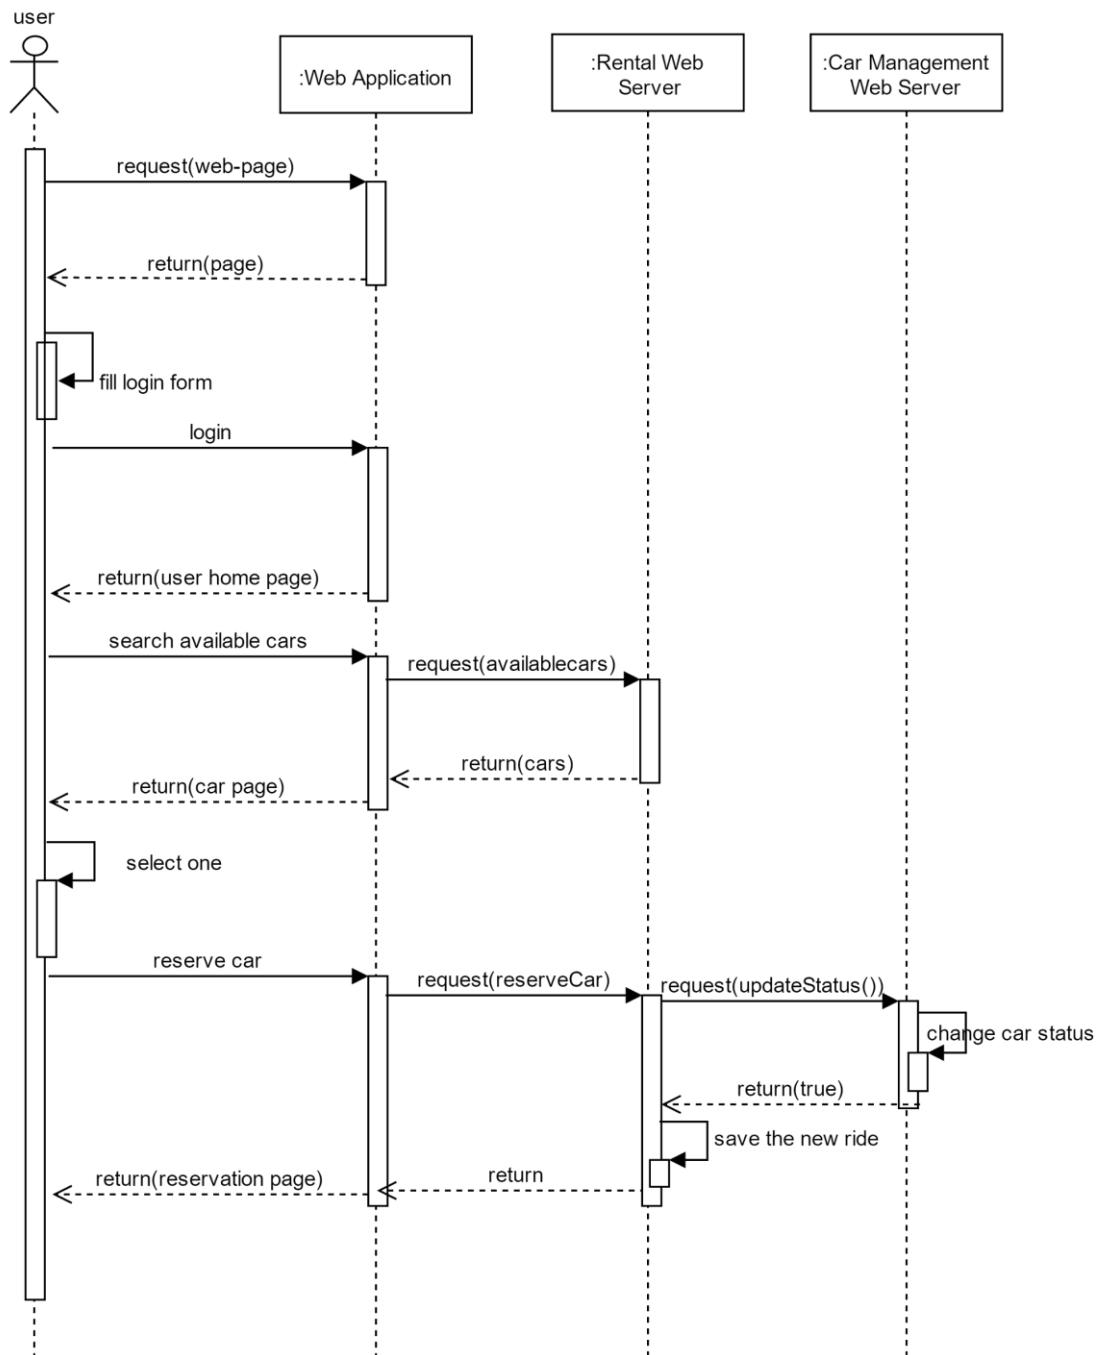 user
:Web Application
:Rental Web
Server
:Car Management
Web Server
request(web-page)
return(page)
fill login form
login
return(user home page)
search available cars
request(availablecars)
return(cars)
return(car page)
select one
reserve car
request(reserveCar)
request(updateStatus())
change car status
return(true)
save the new ride
return
return(reservation page)